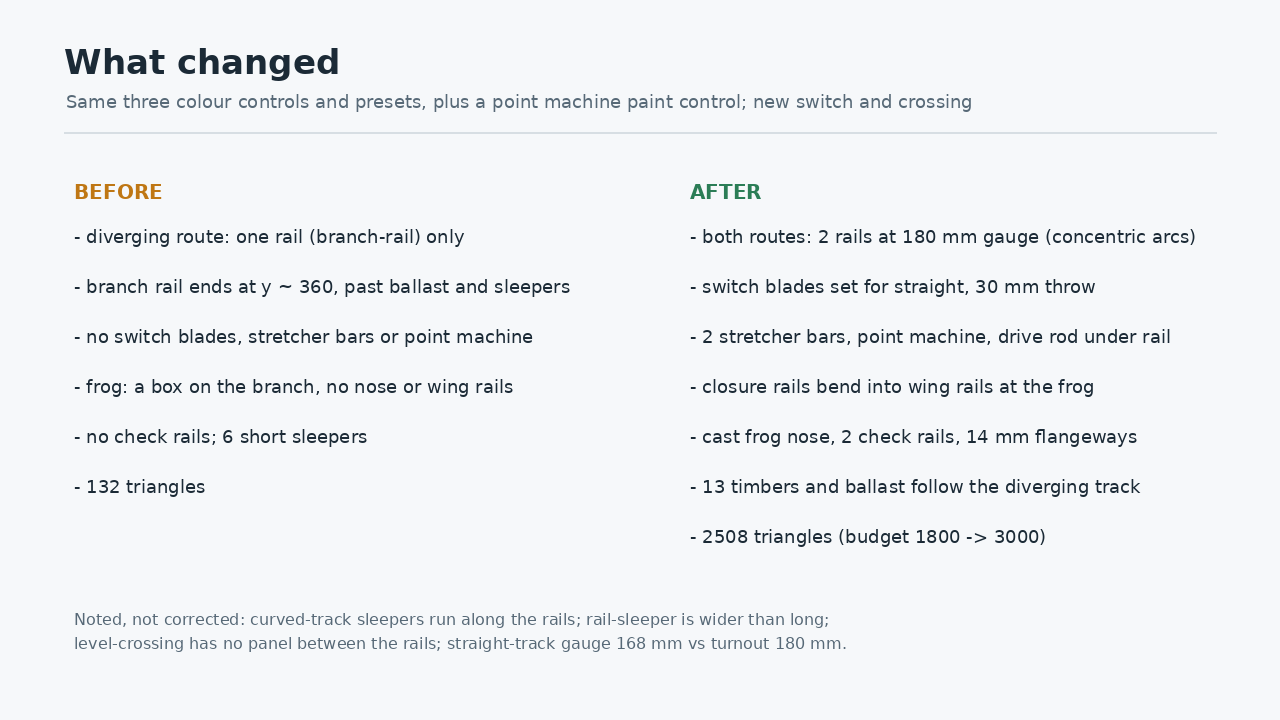 What changed
Same three colour controls and presets, plus a point machine paint control; new switch and crossing
BEFORE
- diverging route: one rail (branch-rail) only
- branch rail ends at y ~ 360, past ballast and sleepers
- no switch blades, stretcher bars or point machine
- frog: a box on the branch, no nose or wing rails
- no check rails; 6 short sleepers
- 132 triangles
AFTER
- both routes: 2 rails at 180 mm gauge (concentric arcs)
- switch blades set for straight, 30 mm throw
- 2 stretcher bars, point machine, drive rod under rail
- closure rails bend into wing rails at the frog
- cast frog nose, 2 check rails, 14 mm flangeways
- 13 timbers and ballast follow the diverging track
- 2508 triangles (budget 1800 -> 3000)
Noted, not corrected: curved-track sleepers run along the rails; rail-sleeper is wider than long;
level-crossing has no panel between the rails; straight-track gauge 168 mm vs turnout 180 mm.